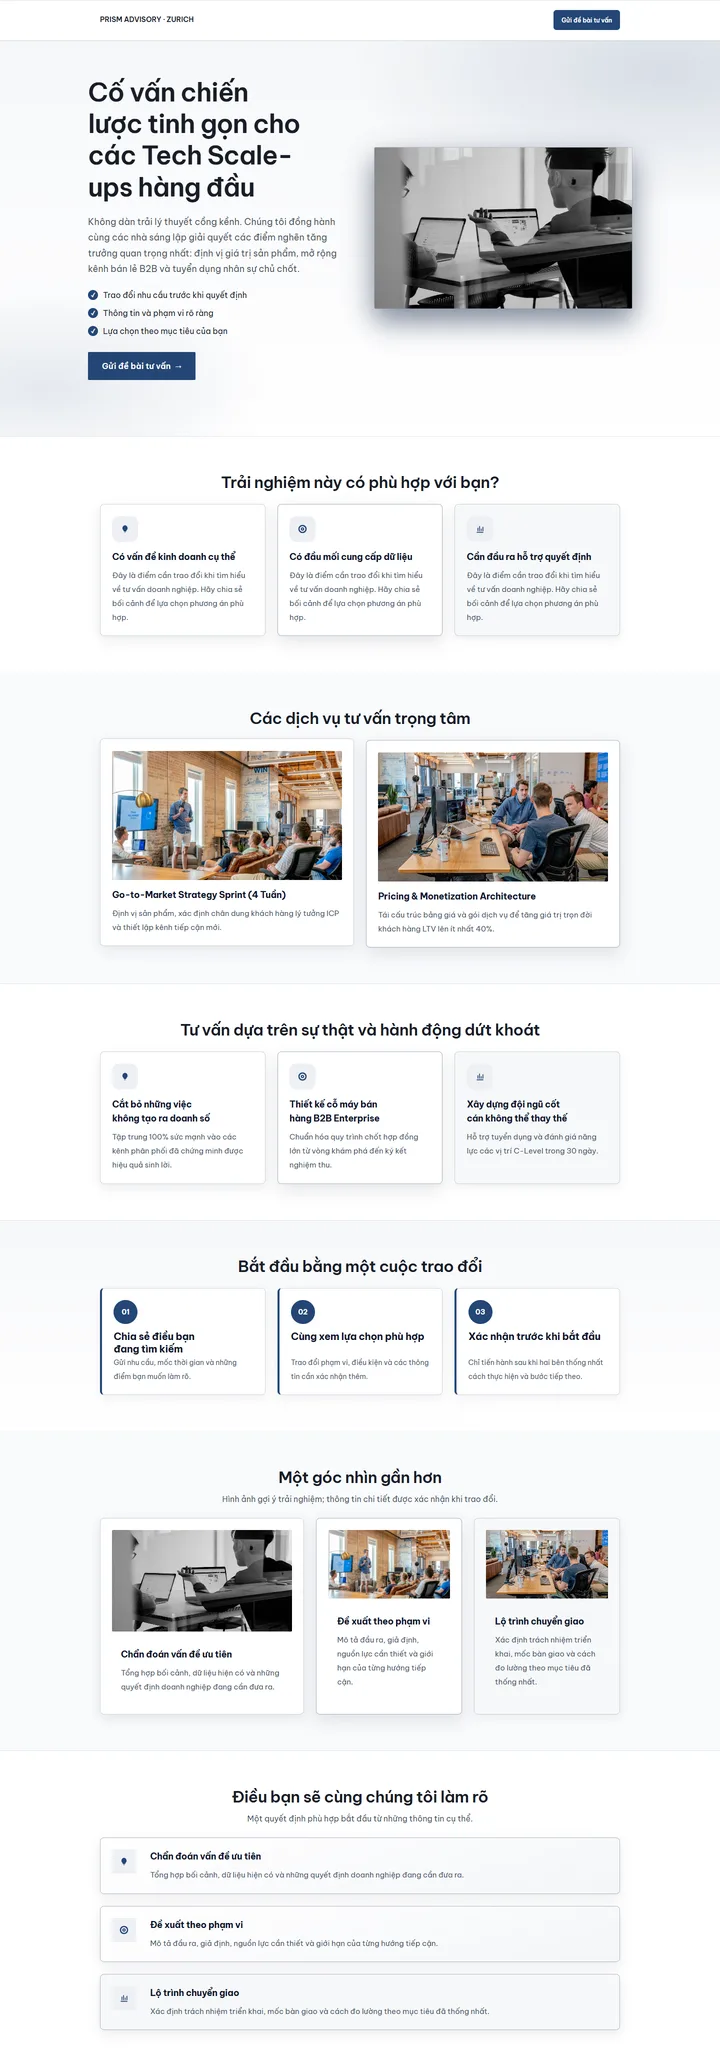 PRISM ADVISORY · ZURICH
Gửi đề bài tư vấn
Cố vấn chiến
lược tinh gọn cho
các Tech Scale-
ups hàng đầu
Không dàn trải lý thuyết cồng kềnh. Chúng tôi đồng hành
cùng các nhà sáng lập giải quyết các điểm nghẽn tăng
trưởng quan trọng nhất: định vị giá trị sản phẩm, mở rộng
kênh bán lẻ B2B và tuyển dụng nhân sự chủ chốt.
Trao đổi nhu cầu trước khi quyết định
Thông tin và phạm vi rõ ràng
Lựa chọn theo mục tiêu của bạn
Gửi đề bài tư vấn →
Trải nghiệm này có phù hợp với bạn?
Có vấn đề kinh doanh cụ thể
Đây là điểm cần trao đổi khi tìm hiểu
về tư vấn doanh nghiệp. Hãy chia sẻ
bối cảnh để lựa chọn phương án phù
hợp.
Có đầu mối cung cấp dữ liệu
Đây là điểm cần trao đổi khi tìm hiểu
về tư vấn doanh nghiệp. Hãy chia sẻ
bối cảnh để lựa chọn phương án phù
hợp.
Cần đầu ra hỗ trợ quyết định
Đây là điểm cần trao đổi khi tìm hiểu
về tư vấn doanh nghiệp. Hãy chia sẻ
bối cảnh để lựa chọn phương án phù
hợp.
Các dịch vụ tư vấn trọng tâm
WIN
Go-to-Market Strategy Sprint (4 Tuần)
Định vị sản phẩm, xác định chân dung khách hàng lý tưởng ICP
và thiết lập kênh tiếp cận mới.
Pricing & Monetization Architecture
Tái cấu trúc bảng giá và gói dịch vụ để tăng giá trị trọn đời
khách hàng LTV lên ít nhất 40%.
Tư vấn dựa trên sự thật và hành động dứt khoát
Cắt bỏ những việc
không tạo ra doanh số
Tập trung 100% sức mạnh vào các
kênh phân phối đã chứng minh được
hiệu quả sinh lời.
Thiết kế cỗ máy bán
hàng B2B Enterprise
Chuẩn hóa quy trình chốt hợp đồng
lớn từ vòng khám phá đến ký kết
nghiệm thu.
Xây dựng đội ngũ cốt
cán không thể thay thế
Hỗ trợ tuyển dụng và đánh giá năng
lực các vị trí C-Level trong 30 ngày.
Bắt đầu bằng một cuộc trao đổi
01
Chia sẻ điều bạn
đang tìm kiếm
Gửi nhu cầu, mốc thời gian và những
điểm bạn muốn làm rõ.
02
Cùng xem lựa chọn phù hợp
Trao đổi phạm vi, điều kiện và các thông
tin cần xác nhận thêm.
03
Xác nhận trước khi bắt đầu
Chỉ tiến hành sau khi hai bên thống nhất
cách thực hiện và bước tiếp theo.
Một góc nhìn gần hơn
Hình ảnh gợi ý trải nghiệm; thông tin chi tiết được xác nhận khi trao đổi.
Chẩn đoán vấn đề ưu tiên
Tổng hợp bối cảnh, dữ liệu hiện có và những
quyết định doanh nghiệp đang cần đưa ra.
Đề xuất theo phạm vi
Mô tả đầu ra, giả định,
nguồn lực cần thiết và giới
hạn của từng hướng tiếp
cận.
Lộ trình chuyển giao
Xác định trách nhiệm triển
khai, mốc bàn giao và cách
đo lường theo mục tiêu đã
thống nhất.
Điều bạn sẽ cùng chúng tôi làm rõ
Một quyết định phù hợp bắt đầu từ những thông tin cụ thể.
Chẩn đoán vấn đề ưu tiên
Tổng hợp bối cảnh, dữ liệu hiện có và những quyết định doanh nghiệp đang cần đưa ra.
Đề xuất theo phạm vi
Mô tả đầu ra, giả định, nguồn lực cần thiết và giới hạn của từng hướng tiếp cận.
Lộ trình chuyển giao
Xác định trách nhiệm triển khai, mốc bàn giao và cách đo lường theo mục tiêu đã thống nhất.